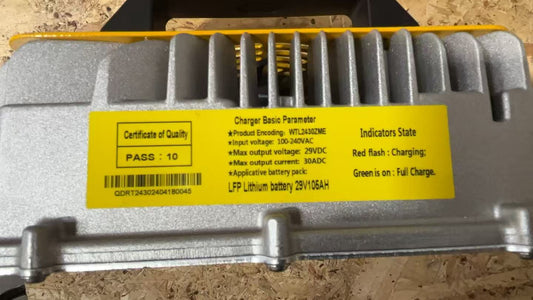 Certificate of Quality
PASS : 10
QDRT24302404180045
Charger Basic Parameter
★Product Encoding: WTL2430ZME
★Input voltage: 100-240VAC
★Max output voltage: 29VDC
★Max output current: 30ADC
★Applicative battery pack:
LFP Lithium battery 29V105AH
Indicators State
Red flash : Charging;
Green is on : Full Charge.